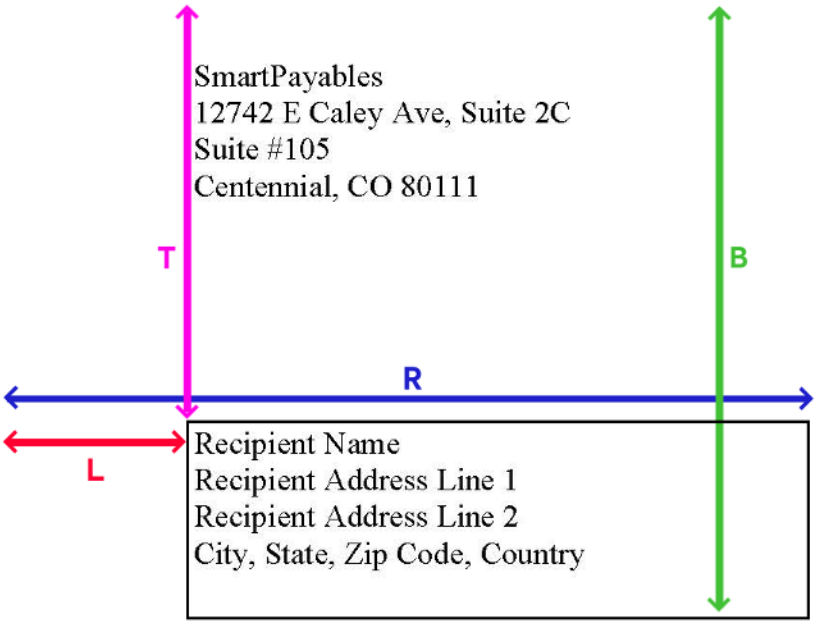 SmartPayables
12742 E Caley Ave, Suite 2C
Suite #105
Centennial, CO 80111
T
B
R
L
Recipient Name
Recipient Address Line 1
Recipient Address Line 2
City, State, Zip Code, Country